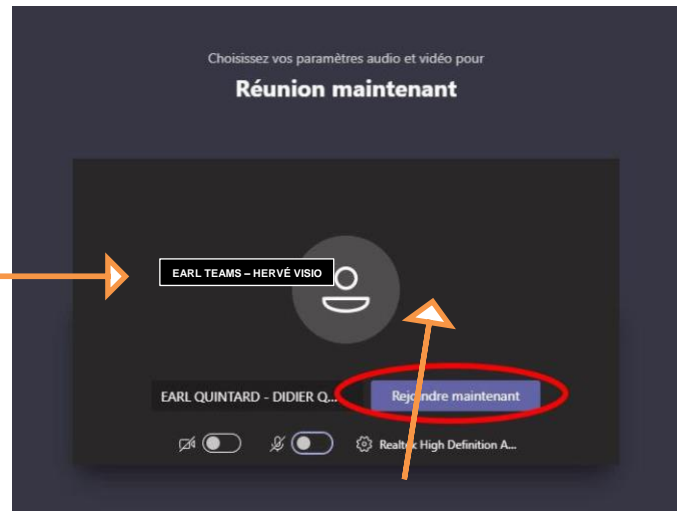 Choisissez vos paramètres audio et vidéo pour
Réunion maintenant
EARL TEAMS – HERVÉ VISIO
EARL QUINTARD - DIDIER Q...
Rejoindre maintenant
Realtek High Definition A...